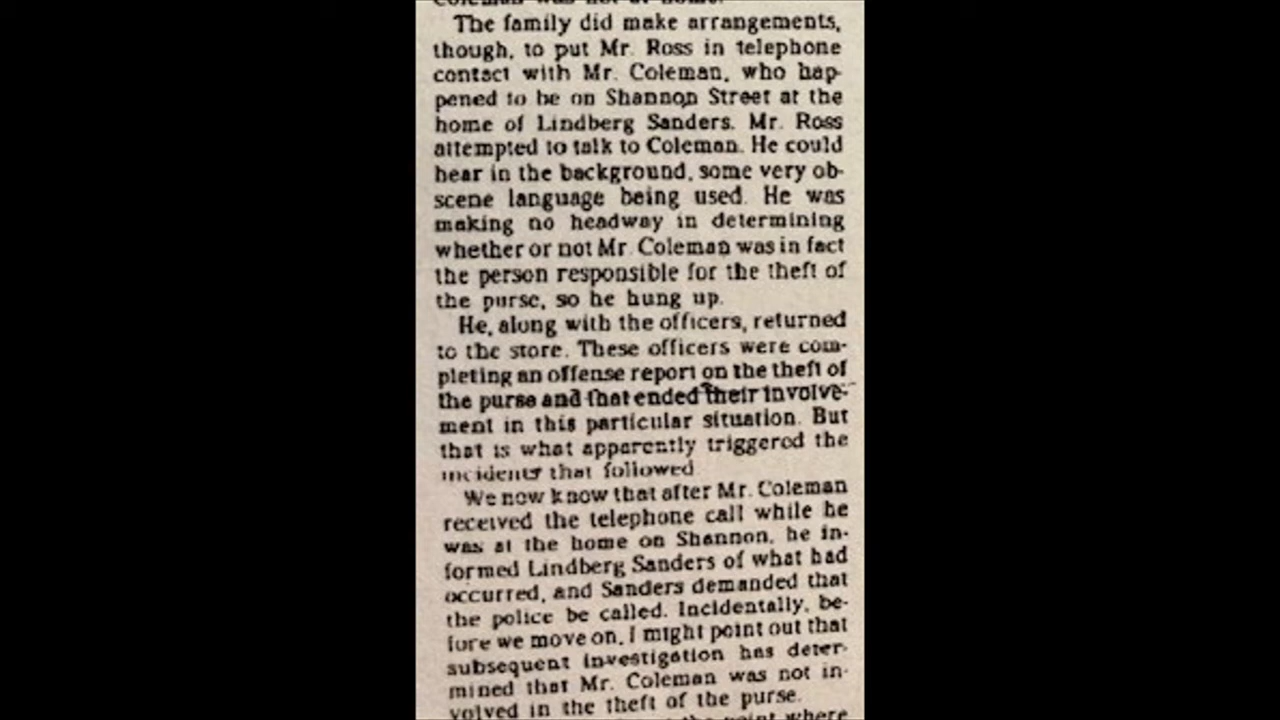 Coleman was not at home.
The family did make arrangements,
though, to put Mr. Ross in telephone
contact with Mr. Coleman, who hap-
pened to be on Shannon Street at the
home of Lindberg Sanders. Mr. Ross
attempted to talk to Coleman. He could
hear in the background, some very ob-
scene language being used. He was
making no headway in determining
whether or not Mr. Coleman was in fact
the person responsible for the theft of
the purse, so he hung up.
He, along with the officers, returned
to the store. These officers were com-
pleting an offense report on the theft of
the purse and that ended their involve-
ment in this particular situation. But
that is what apparently triggered the
incidents that followed
We now know that after Mr. Coleman
received the telephone call while he
was at the home on Shannon, he in-
formed Lindberg Sanders of what had
occurred, and Sanders demanded that
the police be called. Incidentally, be-
fore we move on, I might point out that
subsequent investigation has deter-
mined that Mr. Coleman was not in-
volved in the theft of the purse.
the point where